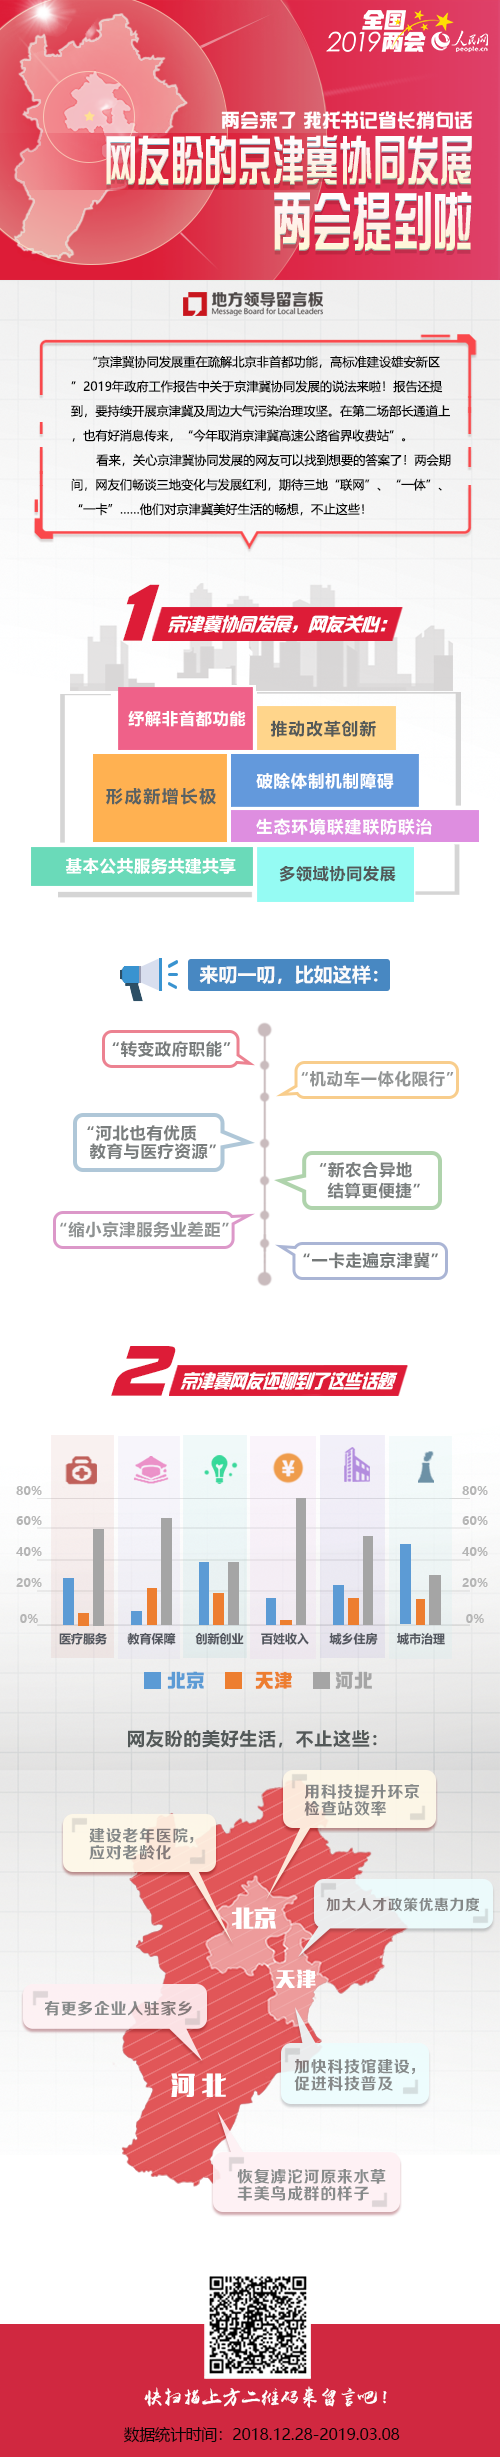 全国
2019两会
人民网
people.cn
两会来了 我托书记省长捎句话
网友盼的京津冀协同发展
两会提到啦
地方领导留言板
Message Board for Local Leaders
“京津冀协同发展重在疏解北京非首都功能，高标准建设雄安新区
”2019年政府工作报告中关于京津冀协同发展的说法来啦！报告还提
到，要持续开展京津冀及周边大气污染治理攻坚。在第二场部长通道上
，也有好消息传来，“今年取消京津冀高速公路省界收费站”。
看来，关心京津冀协同发展的网友可以找到想要的答案了！两会期
间，网友们畅谈三地变化与发展红利，期待三地“联网”、“一体”、
“一卡”……他们对京津冀美好生活的畅想，不止这些！
1 京津冀协同发展，网友关心：
纾解非首都功能
推动改革创新
形成新增长极
破除体制机制障碍
生态环境联建联防联治
基本公共服务共建共享
多领域协同发展
来叨一叨，比如这样：
“转变政府职能”
“机动车一体化限行”
“河北也有优质
教育与医疗资源”
“新农合异地
结算更便捷”
“缩小京津服务业差距”
“一卡走遍京津冀”
2 京津冀网友还聊到了这些话题
80% 80%
60% 60%
40% 40%
20% 20%
0% 0%
医疗服务 教育保障 创新创业 百姓收入 城乡住房 城市治理
北京 天津 河北
网友盼的美好生活，不止这些：
用科技提升环京
检查站效率
建设老年医院，
应对老龄化
加大人才政策优惠力度
北京
天津
有更多企业入驻家乡
加快科技馆建设，
促进科技普及
河北
恢复滹沱河原来水草
丰美鸟成群的样子
快扫描上方二维码来留言吧！
数据统计时间：2018.12.28-2019.03.08